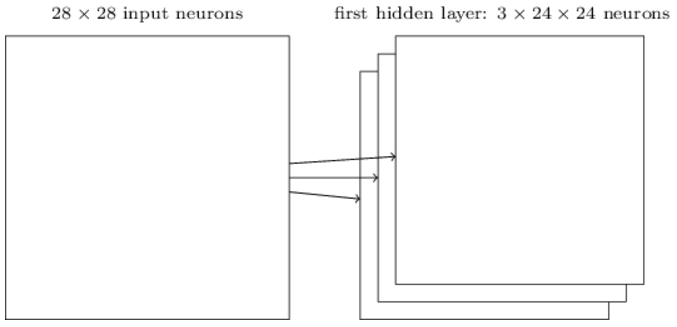 28 × 28 input neurons
first hidden layer: 3 × 24 × 24 neurons